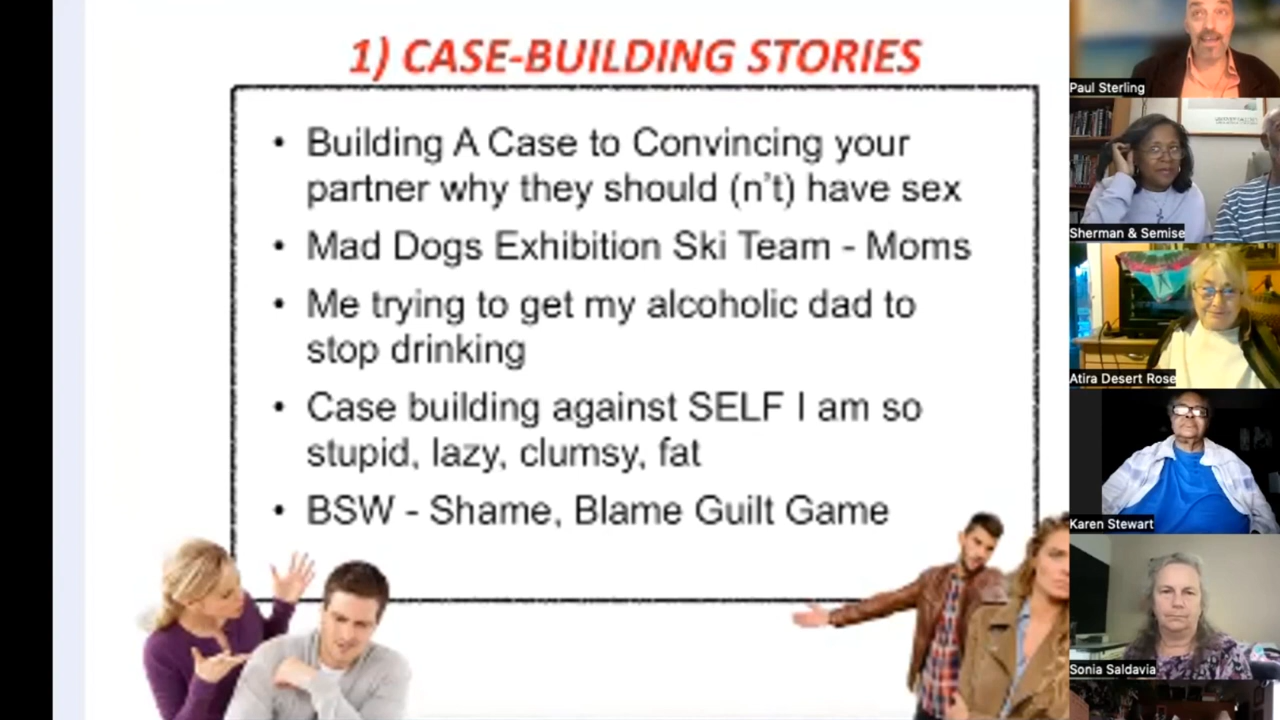 1) CASE-BUILDING STORIES
• Building A Case to Convincing your
partner why they should (n't) have sex
• Mad Dogs Exhibition Ski Team - Moms
• Me trying to get my alcoholic dad to
stop drinking
• Case building against SELF I am so
stupid, lazy, clumsy, fat
• BSW - Shame, Blame Guilt Game
Paul Sterling
Sherman & Semise
Atira Desert Rose
Karen Stewart
Sonia Saldavia